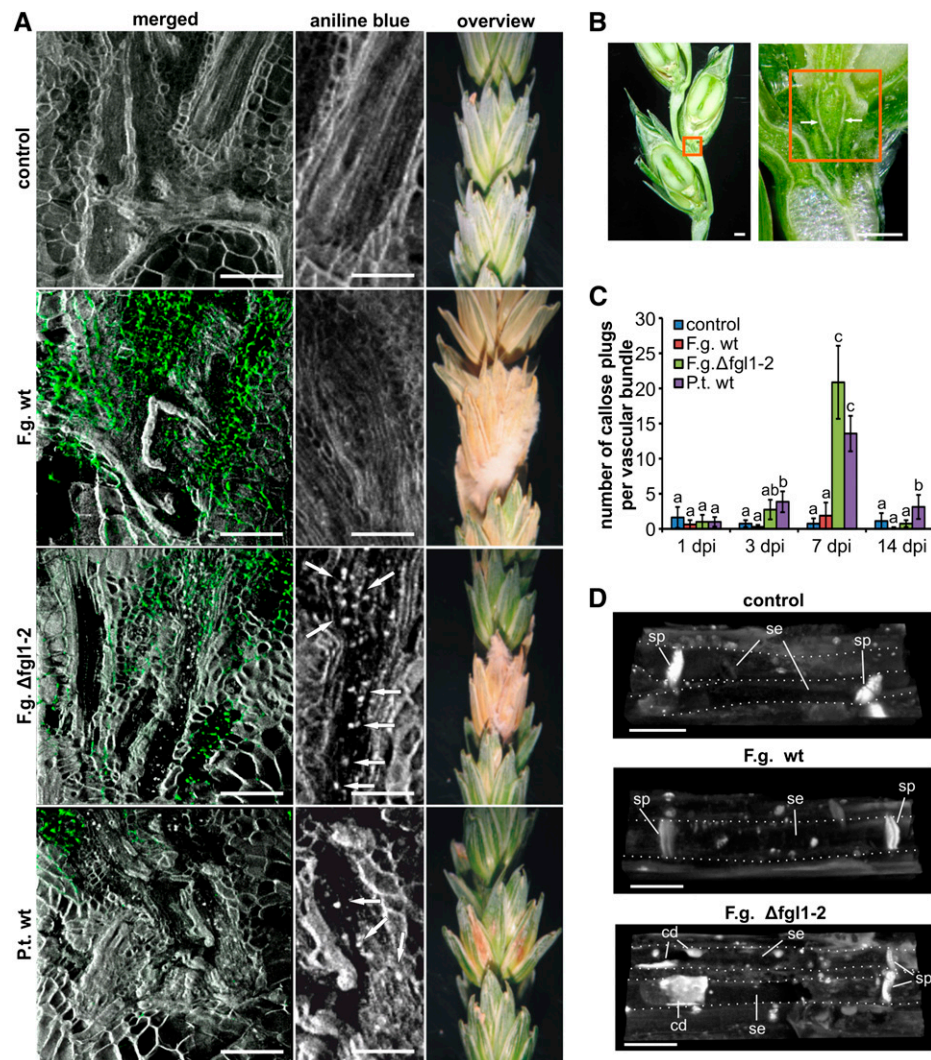 A
merged
aniline blue
overview
control
F.g. wt
F.g. Δfgl1-2
P.t. wt
B
C
number of callose plugs
per vascular bundle
30
25
20
15
10
5
0
control
F.g. wt
F.g.Δfgl1-2
P.t. wt
a a a a
a a ab b
a a c c
a a a b
1 dpi 3 dpi 7 dpi 14 dpi
D
control
sp se sp
F.g. wt
sp se sp
F.g. Δfgl1-2
cd se
sp
cd se